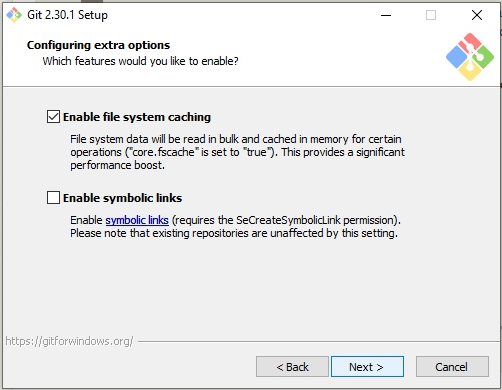 Git 2.30.1 Setup
Configuring extra options
Which features would you like to enable?
Enable file system caching
File system data will be read in bulk and cached in memory for certain
operations ("core.fscache" is set to "true"). This provides a significant
performance boost.
Enable symbolic links
Enable symbolic links (requires the SeCreateSymbolicLink permission).
Please note that existing repositories are unaffected by this setting.
https://gitforwindows.org/
< Back
Next >
Cancel